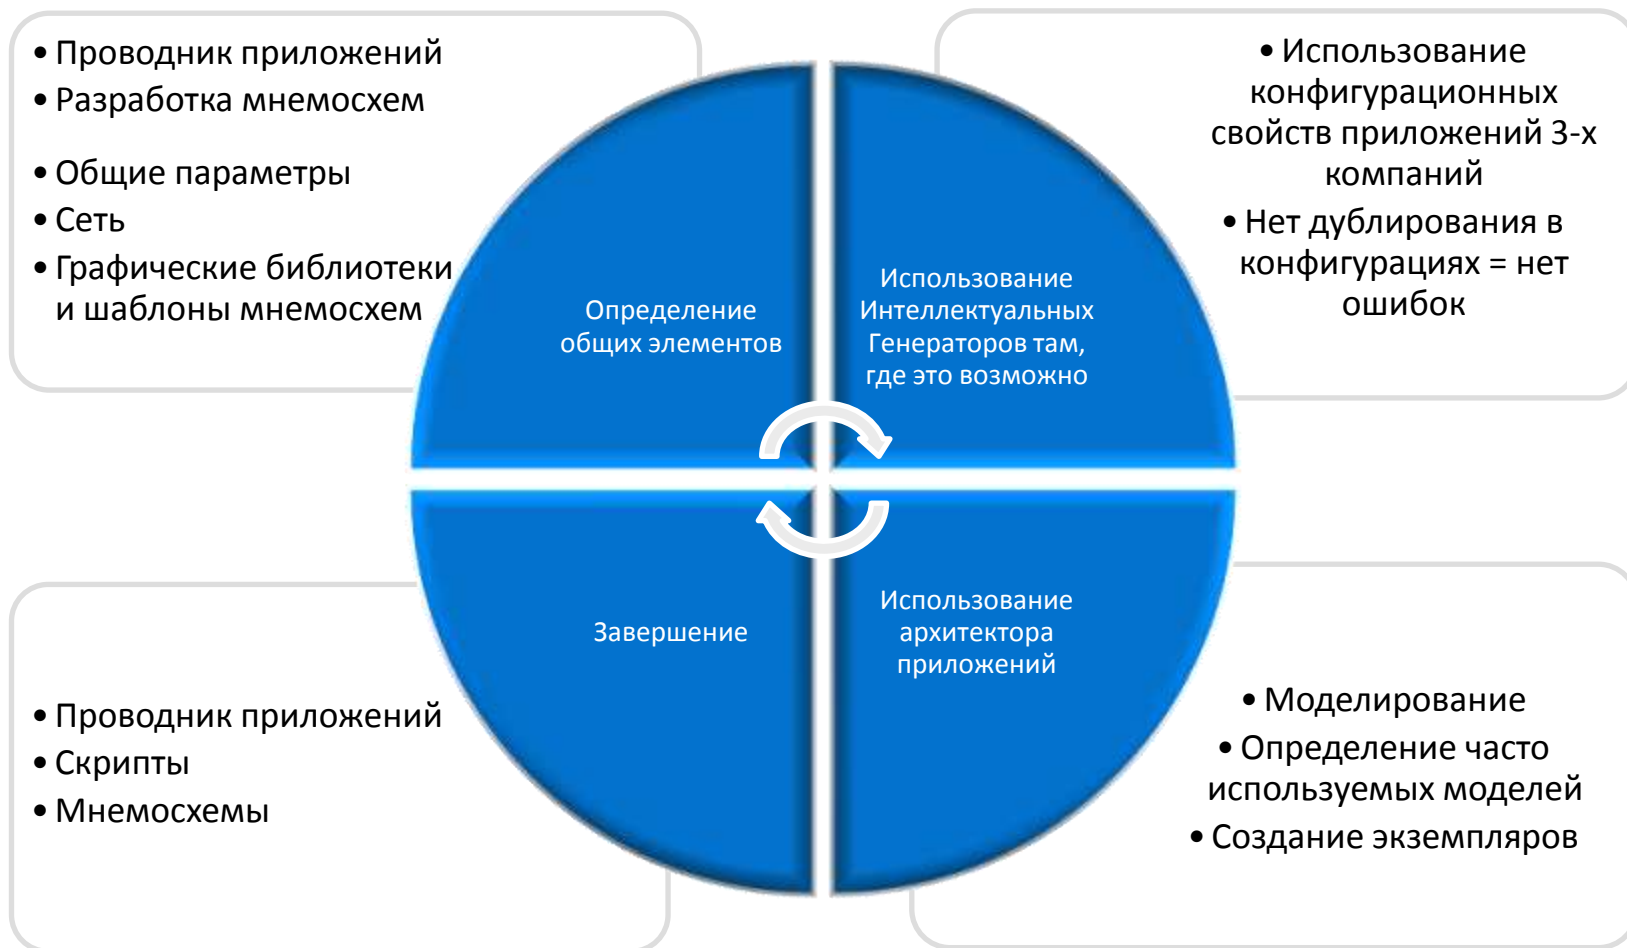 • Проводник приложений
• Разработка мнемосхем
• Общие параметры
• Сеть
• Графические библиотеки
и шаблоны мнемосхем
• Использование
конфигурационных
свойств приложений 3-х
компаний
• Нет дублирования в
конфигурациях = нет
ошибок
Определение
общих элементов
Использование
Интеллектуальных
Генераторов там,
где это возможно
Завершение
Использование
архитектора
приложений
• Проводник приложений
• Скрипты
• Мнемосхемы
• Моделирование
• Определение часто
используемых моделей
• Создание экземпляров